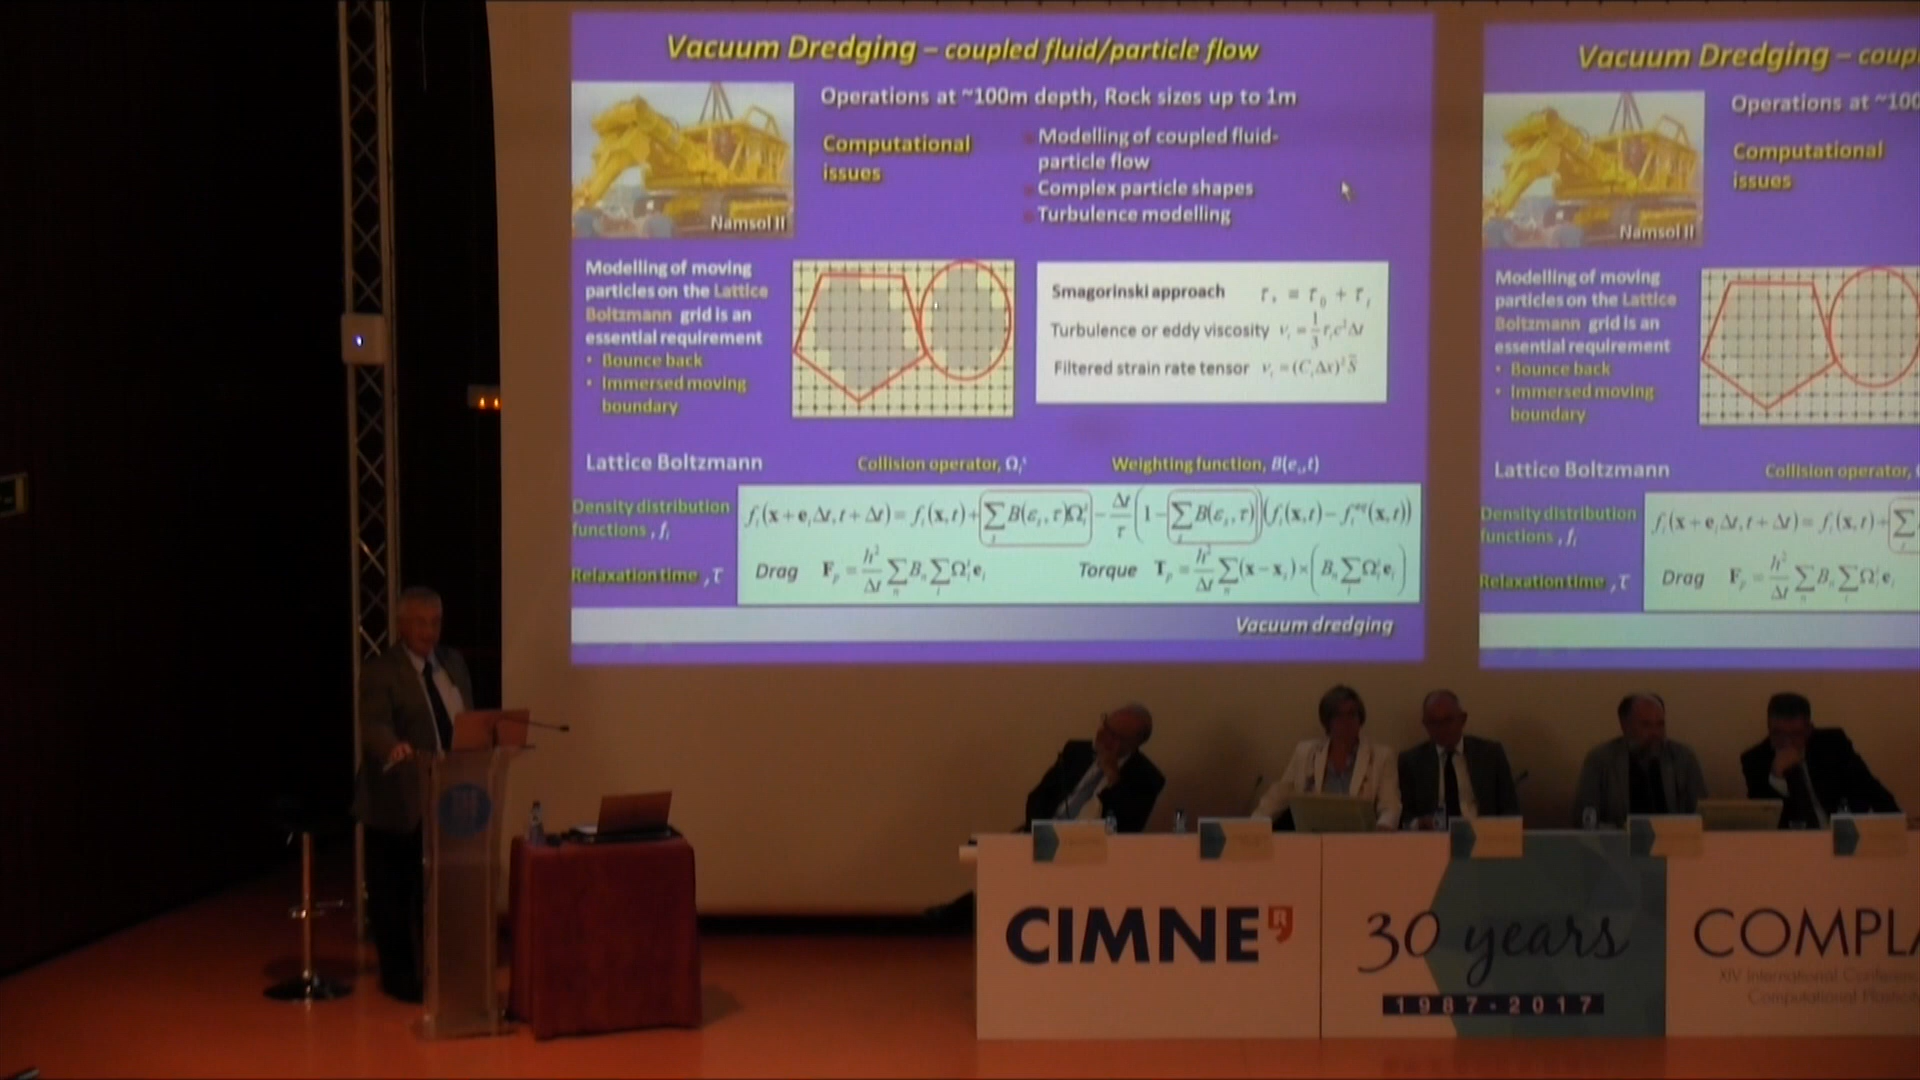 Vacuum Dredging – coupled fluid/particle flow
Operations at ~100m depth, Rock sizes up to 1m
Computational
issues
Modelling of coupled fluid-
particle flow
Complex particle shapes
Turbulence modelling
Namsol II
Modelling of moving
particles on the Lattice
Boltzmann grid is an
essential requirement
• Bounce back
• Immersed moving
boundary
Smagorinski approach
Turbulence or eddy viscosity
Filtered strain rate tensor
Lattice Boltzmann
Collision operator,
Weighting function,
Density distribution
functions , fᵢ
Relaxation time , τ
Drag
Torque
Vacuum dredging
Vacuum Dredging – coup
Operations at ~100
Computational
issues
Namsol II
Modelling of moving
particles on the Lattice
Boltzmann grid is an
essential requirement
• Bounce back
• Immersed moving
boundary
Lattice Boltzmann
Collision operator,
Density distribution
functions , fᵢ
Relaxation time , τ
Drag
CIMNE R
30 years
1987-2017
COMPLA
XIV International Conferenc
Computational Plastici